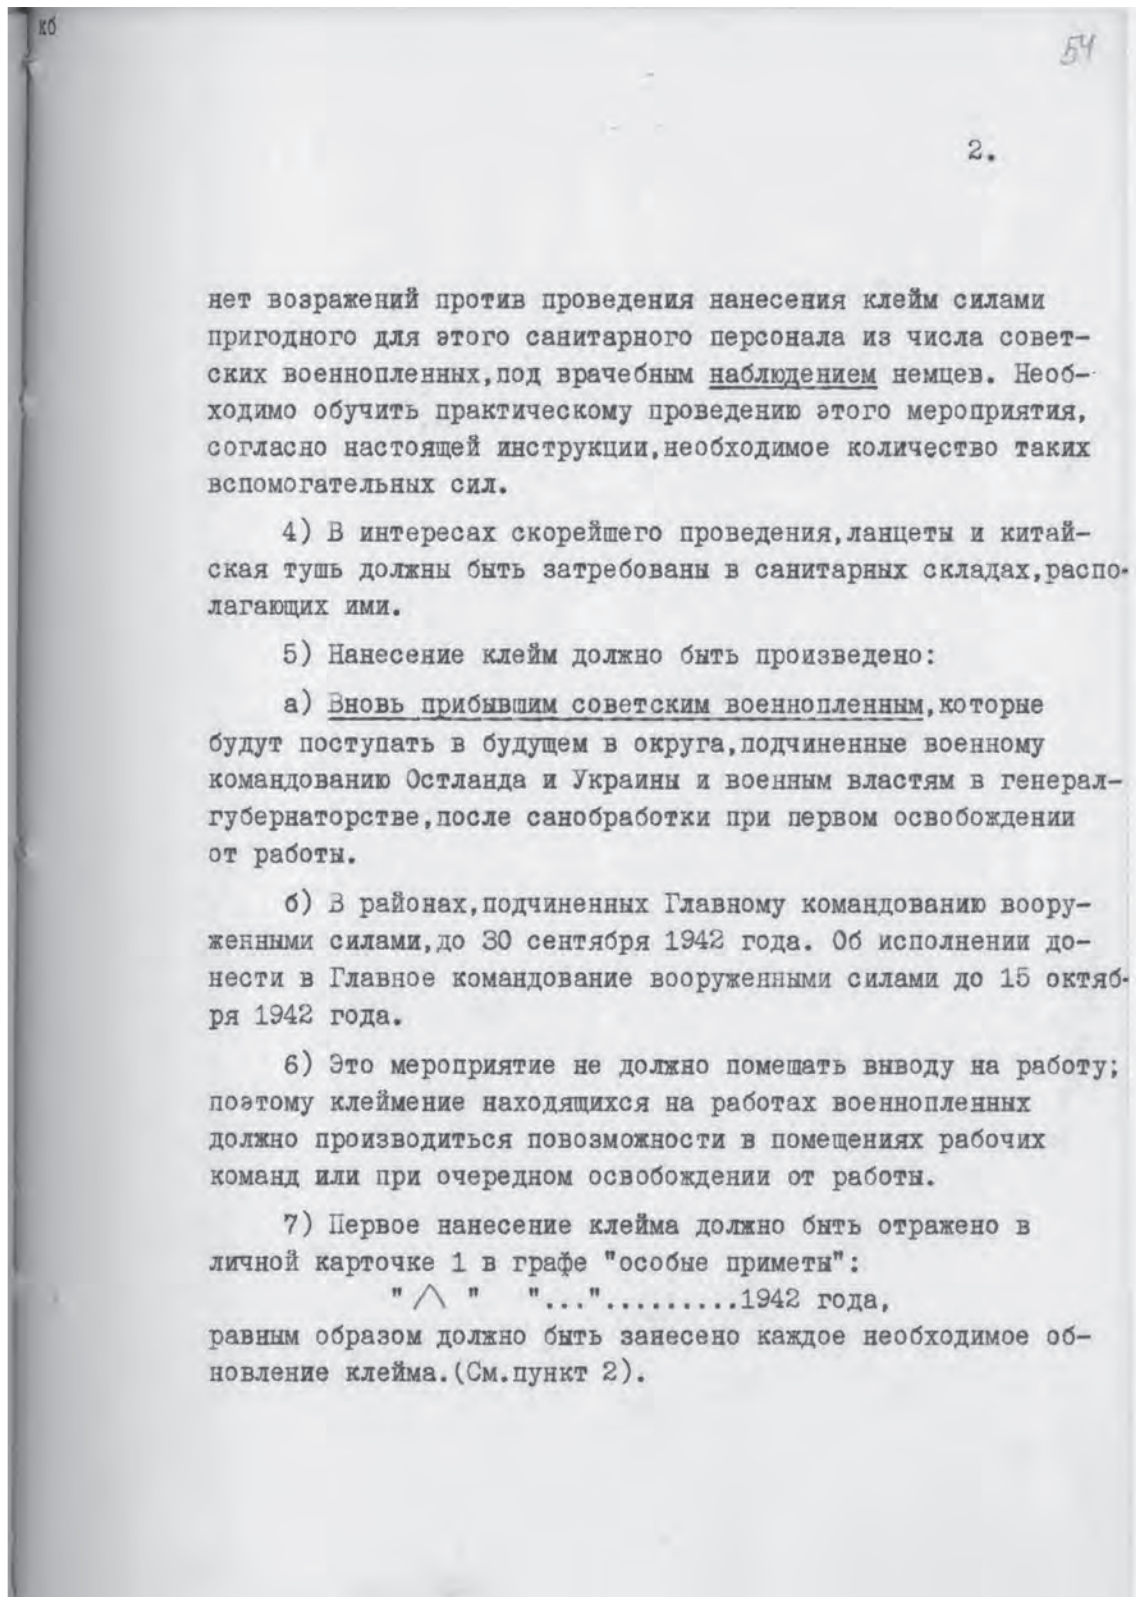 кб
54
2.
нет возражений против проведения нанесения клейм силами
пригодного для этого санитарного персонала из числа совет-
ских военнопленных,под врачебным наблюдением немцев. Необ-
ходимо обучить практическому проведению этого мероприятия,
согласно настоящей инструкции,необходимое количество таких
вспомогательных сил.
4) В интересах скорейшего проведения,ланцеты и китай-
ская тушь должны быть затребованы в санитарных складах,распо-
лагающих ими.
5) Нанесение клейм должно быть произведено:
а) Вновь прибывшим советским военнопленным,которые
будут поступать в будущем в округа,подчиненные военному
командованию Остланда и Украины и военным властям в генерал-
губернаторстве,после санобработки при первом освобождении
от работы.
б) В районах,подчиненных Главному командованию воору-
женными силами,до 30 сентября 1942 года. Об исполнении до-
нести в Главное командование вооруженными силами до 15 октяб-
ря 1942 года.
6) Это мероприятие не должно помешать выводу на работу;
поэтому клеймение находящихся на работах военнопленных
должно производиться повозможности в помещениях рабочих
команд или при очередном освобождении от работы.
7) Первое нанесение клейма должно быть отражено в
личной карточке 1 в графе "особые приметы":
" /\ " "...".........1942 года,
равным образом должно быть занесено каждое необходимое об-
новление клейма.(См.пункт 2).